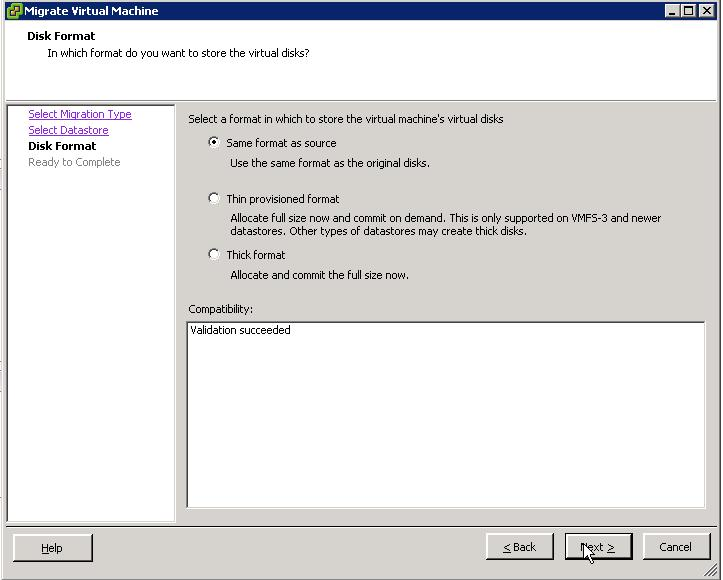 Migrate Virtual Machine
Disk Format
In which format do you want to store the virtual disks?
Select Migration Type
Select Datastore
Disk Format
Ready to Complete
Select a format in which to store the virtual machine's virtual disks
Same format as source
Use the same format as the original disks.
Thin provisioned format
Allocate full size now and commit on demand. This is only supported on VMFS-3 and newer
datastores. Other types of datastores may create thick disks.
Thick format
Allocate and commit the full size now.
Compatibility:
Validation succeeded
Help
< Back
Next >
Cancel